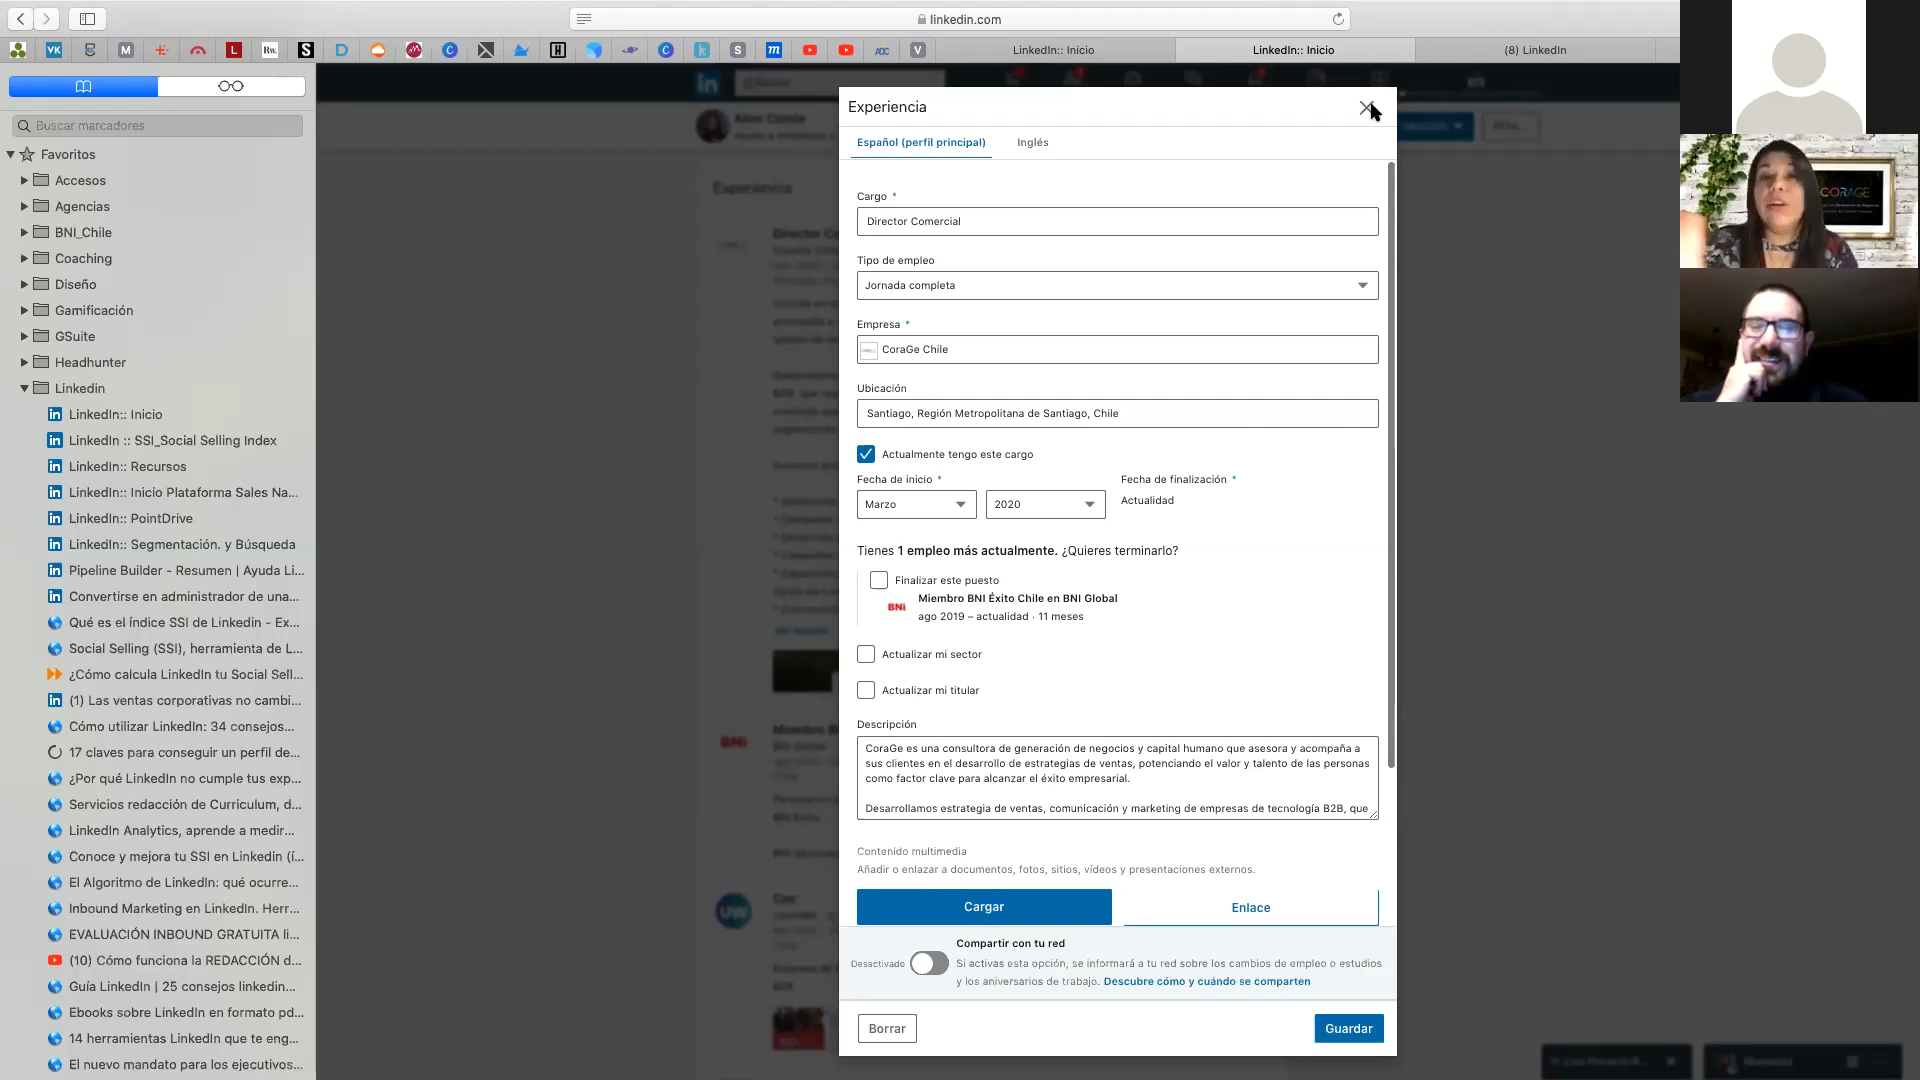 linkedin.com
LinkedIn:: Inicio
LinkedIn:: Inicio
(8) LinkedIn
Buscar marcadores
Favoritos
Accesos
Agencias
BNI_Chile
Coaching
Diseño
Gamificación
GSuite
Headhunter
Linkedin
LinkedIn:: Inicio
LinkedIn :: SSI_Social Selling Index
LinkedIn:: Recursos
LinkedIn:: Inicio Plataforma Sales Na...
LinkedIn:: PointDrive
LinkedIn:: Segmentación. y Búsqueda
Pipeline Builder - Resumen | Ayuda Li...
Convertirse en administrador de una...
Qué es el índice SSI de Linkedin - Ex...
Social Selling (SSI), herramienta de L...
¿Cómo calcula LinkedIn tu Social Sell...
(1) Las ventas corporativas no cambi...
Cómo utilizar LinkedIn: 34 consejos...
17 claves para conseguir un perfil de...
¿Por qué LinkedIn no cumple tus exp...
Servicios redacción de Curriculum, d...
LinkedIn Analytics, aprende a medir...
Conoce y mejora tu SSI en Linkedin (í...
El Algoritmo de LinkedIn: qué ocurre...
Inbound Marketing en LinkedIn. Herr...
EVALUACIÓN INBOUND GRATUITA li...
(10) Cómo funciona la REDACCIÓN d...
Guía LinkedIn | 25 consejos linkedin...
Ebooks sobre LinkedIn en formato pd...
14 herramientas LinkedIn que te eng...
El nuevo mandato para los ejecutivos...
Experiencia
Español (perfil principal)
Inglés
Cargo *
Director Comercial
Tipo de empleo
Jornada completa
Empresa *
CoraGe Chile
Ubicación
Santiago, Región Metropolitana de Santiago, Chile
Actualmente tengo este cargo
Fecha de inicio *
Fecha de finalización *
Marzo
2020
Actualidad
Tienes 1 empleo más actualmente. ¿Quieres terminarlo?
Finalizar este puesto
BNI
Miembro BNI Éxito Chile en BNI Global
ago 2019 – actualidad · 11 meses
Actualizar mi sector
Actualizar mi titular
Descripción
CoraGe es una consultora de generación de negocios y capital humano que asesora y acompaña a
sus clientes en el desarrollo de estrategias de ventas, potenciando el valor y talento de las personas
como factor clave para alcanzar el éxito empresarial.
Desarrollamos estrategia de ventas, comunicación y marketing de empresas de tecnología B2B, que
Contenido multimedia
Añadir o enlazar a documentos, fotos, sitios, vídeos y presentaciones externos.
Cargar
Enlace
Compartir con tu red
Desactivado
Si activas esta opción, se informará a tu red sobre los cambios de empleo o estudios
y los aniversarios de trabajo. Descubre cómo y cuándo se comparten
Borrar
Guardar
Experiencia
CORAGE